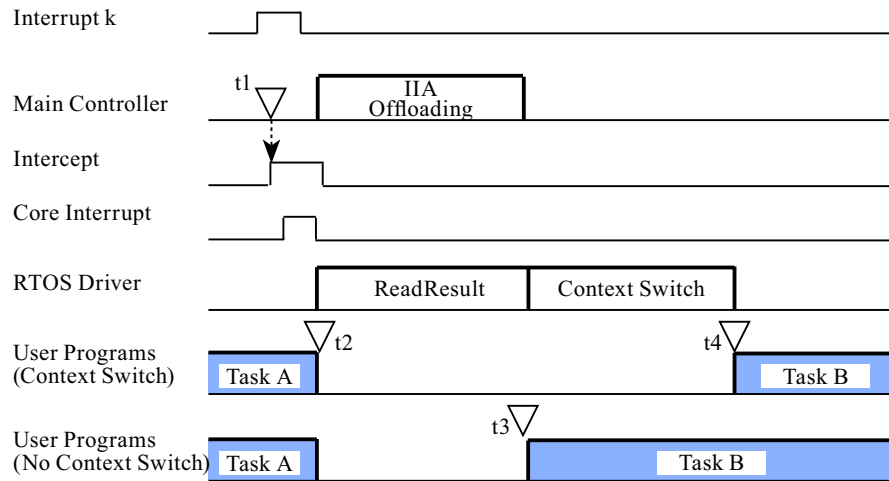 Interrupt k
t1
Main Controller
IIA
Offloading
Intercept
Core Interrupt
RTOS Driver
ReadResult
Context Switch
t2
t4
User Programs
(Context Switch)
Task A
Task B
t3
User Programs
(No Context Switch)
Task A
Task B